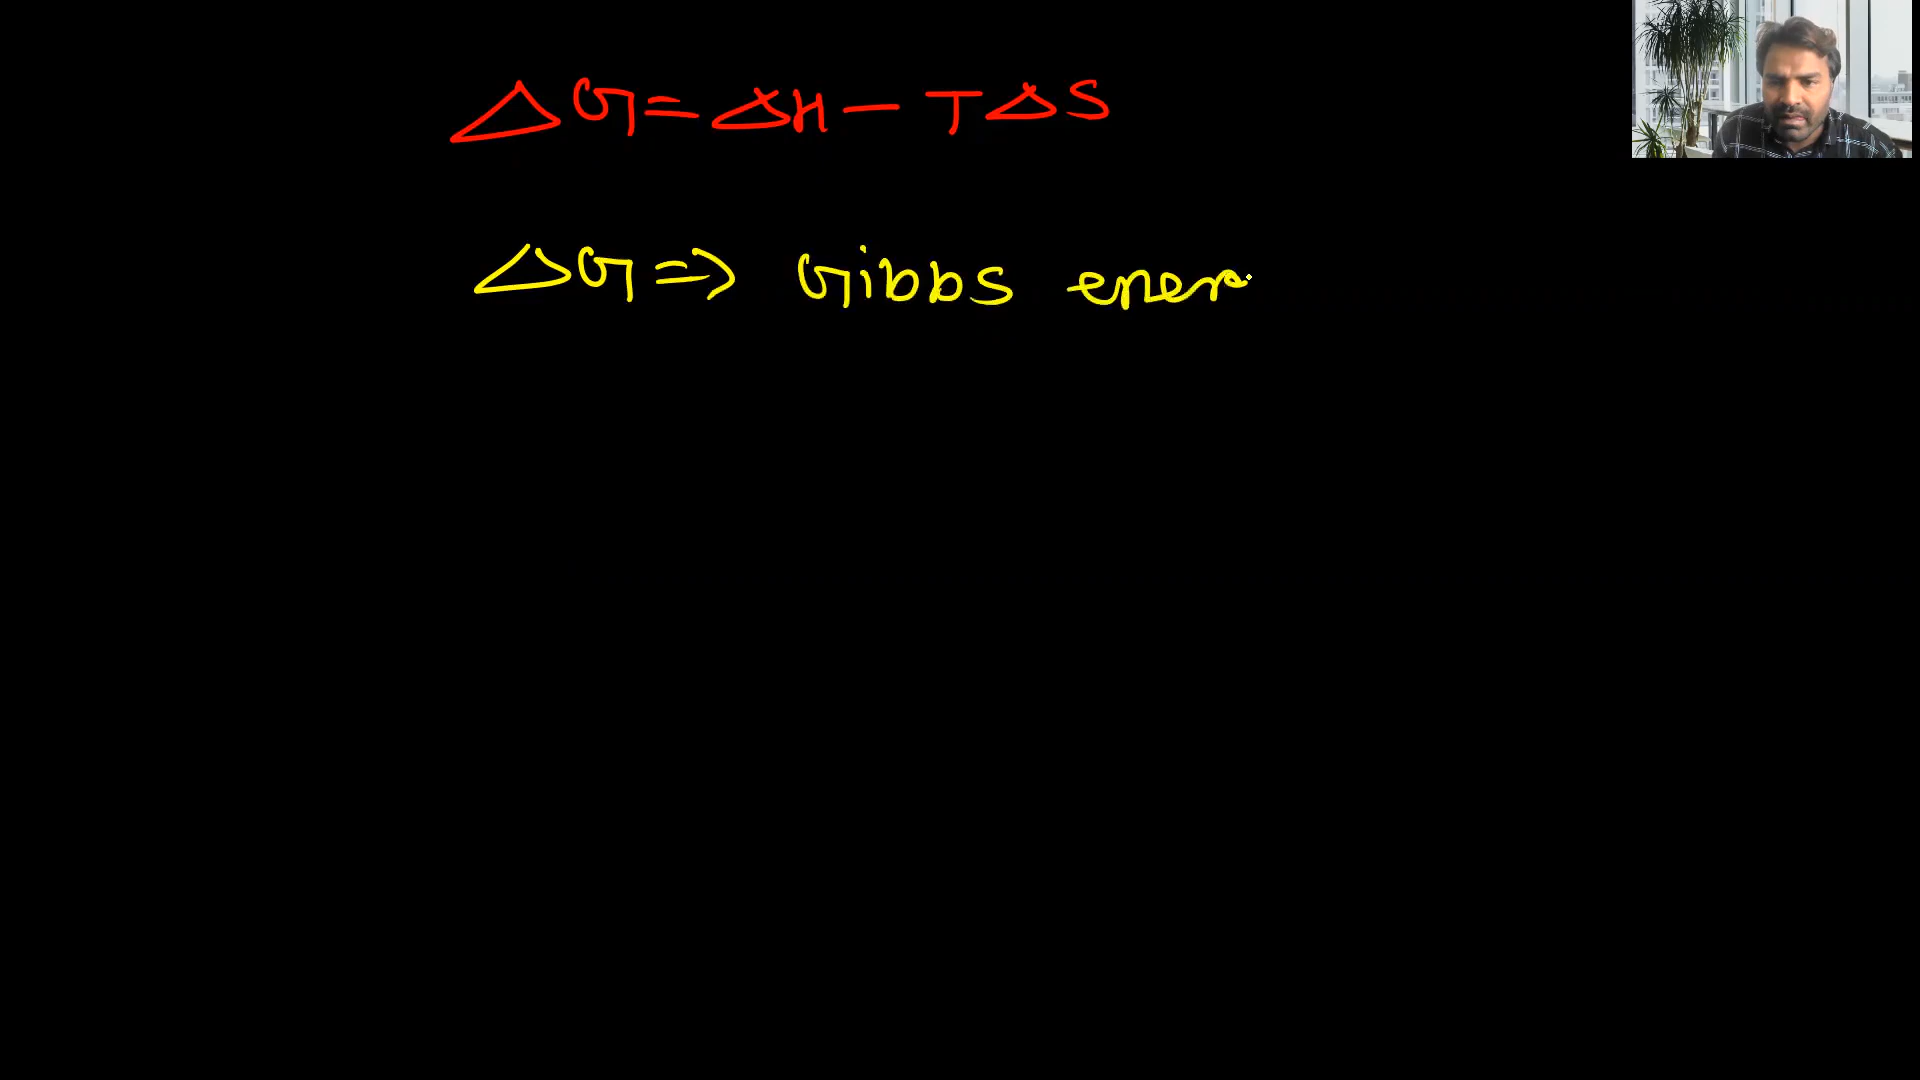 ΔG = ΔH – TΔS
ΔG ⇒ Gibbs ener